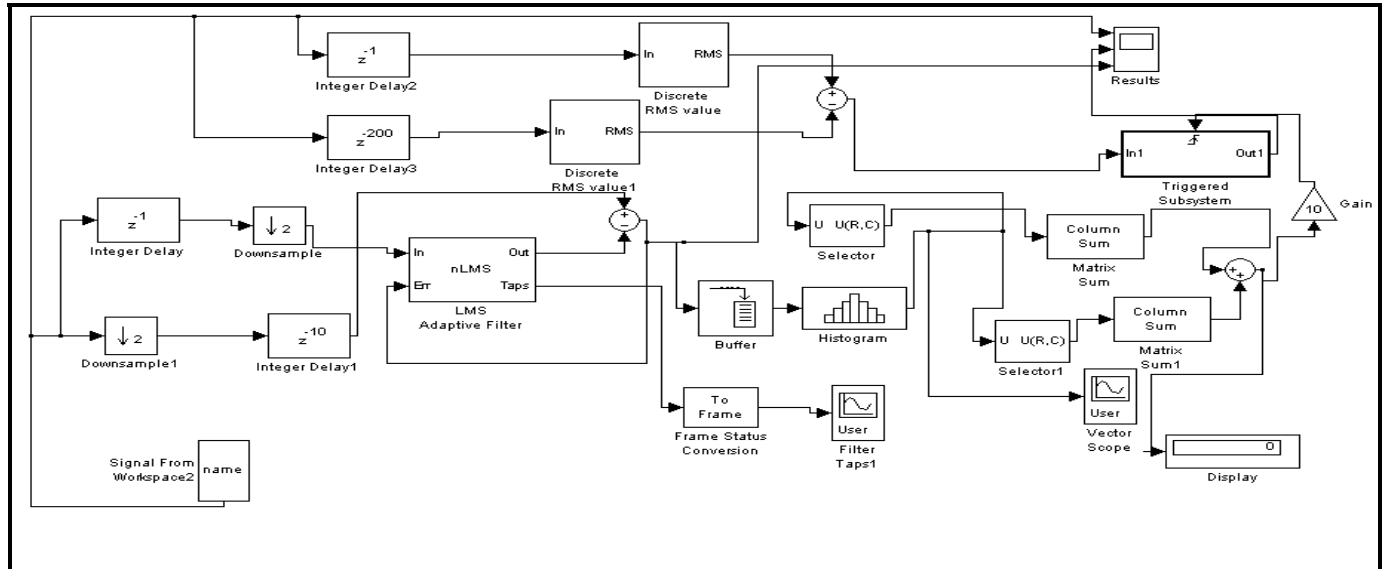 -1
z
Integer Delay2
In RMS
Discrete
RMS value
Results
-200
z
Integer Delay3
In RMS
Discrete
RMS value1
In1 Out1
Triggered
Subsystem
10
Gain
-1
z
Integer Delay
2
Downsample
In Out
nLMS
Err Taps
LMS
Adaptive Filter
U U(R,C)
Selector
Column
Sum
Matrix
Sum
2
Downsample1
-10
z
Integer Delay1
Buffer
Histogram
U U(R,C)
Selector1
Column
Sum
Matrix
Sum1
To
Frame
Frame Status
Conversion
User
Filter
Taps1
User
Vector
Scope
0
Display
Signal From
Workspace2
name